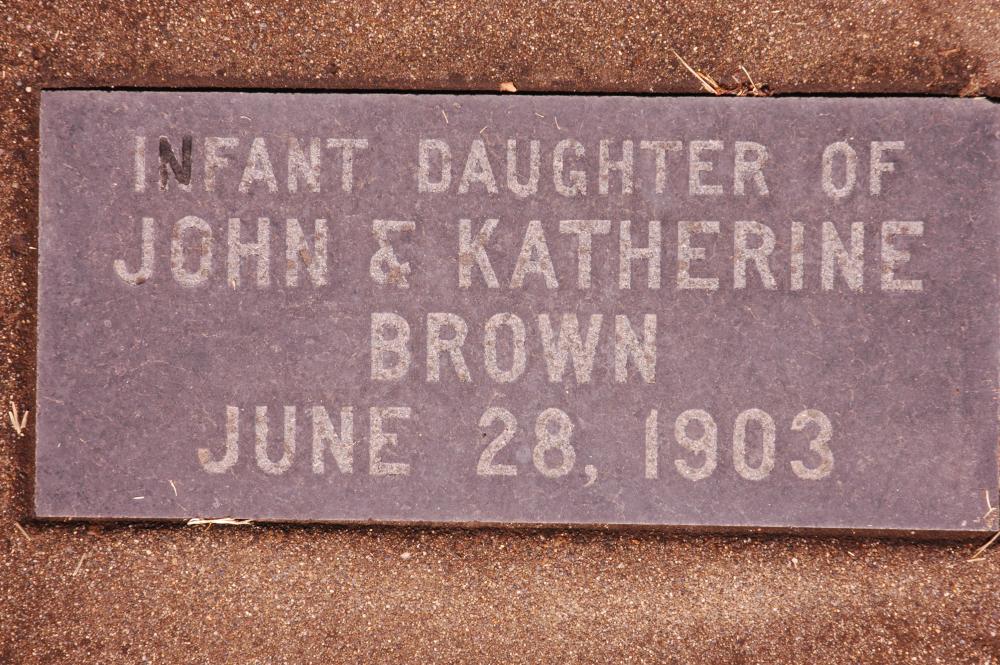 INFANT DAUGHTER OF
JOHN & KATHERINE
BROWN
JUNE 28, 1903